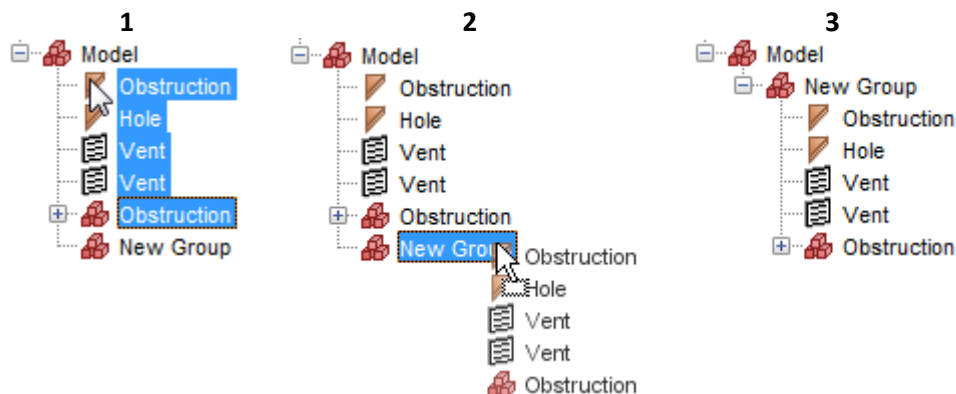 1
Model
Obstruction
Hole
Vent
Vent
Obstruction
New Group
2
Model
Obstruction
Hole
Vent
Vent
Obstruction
New Group
Obstruction
Hole
Vent
Vent
Obstruction
3
Model
New Group
Obstruction
Hole
Vent
Vent
Obstruction